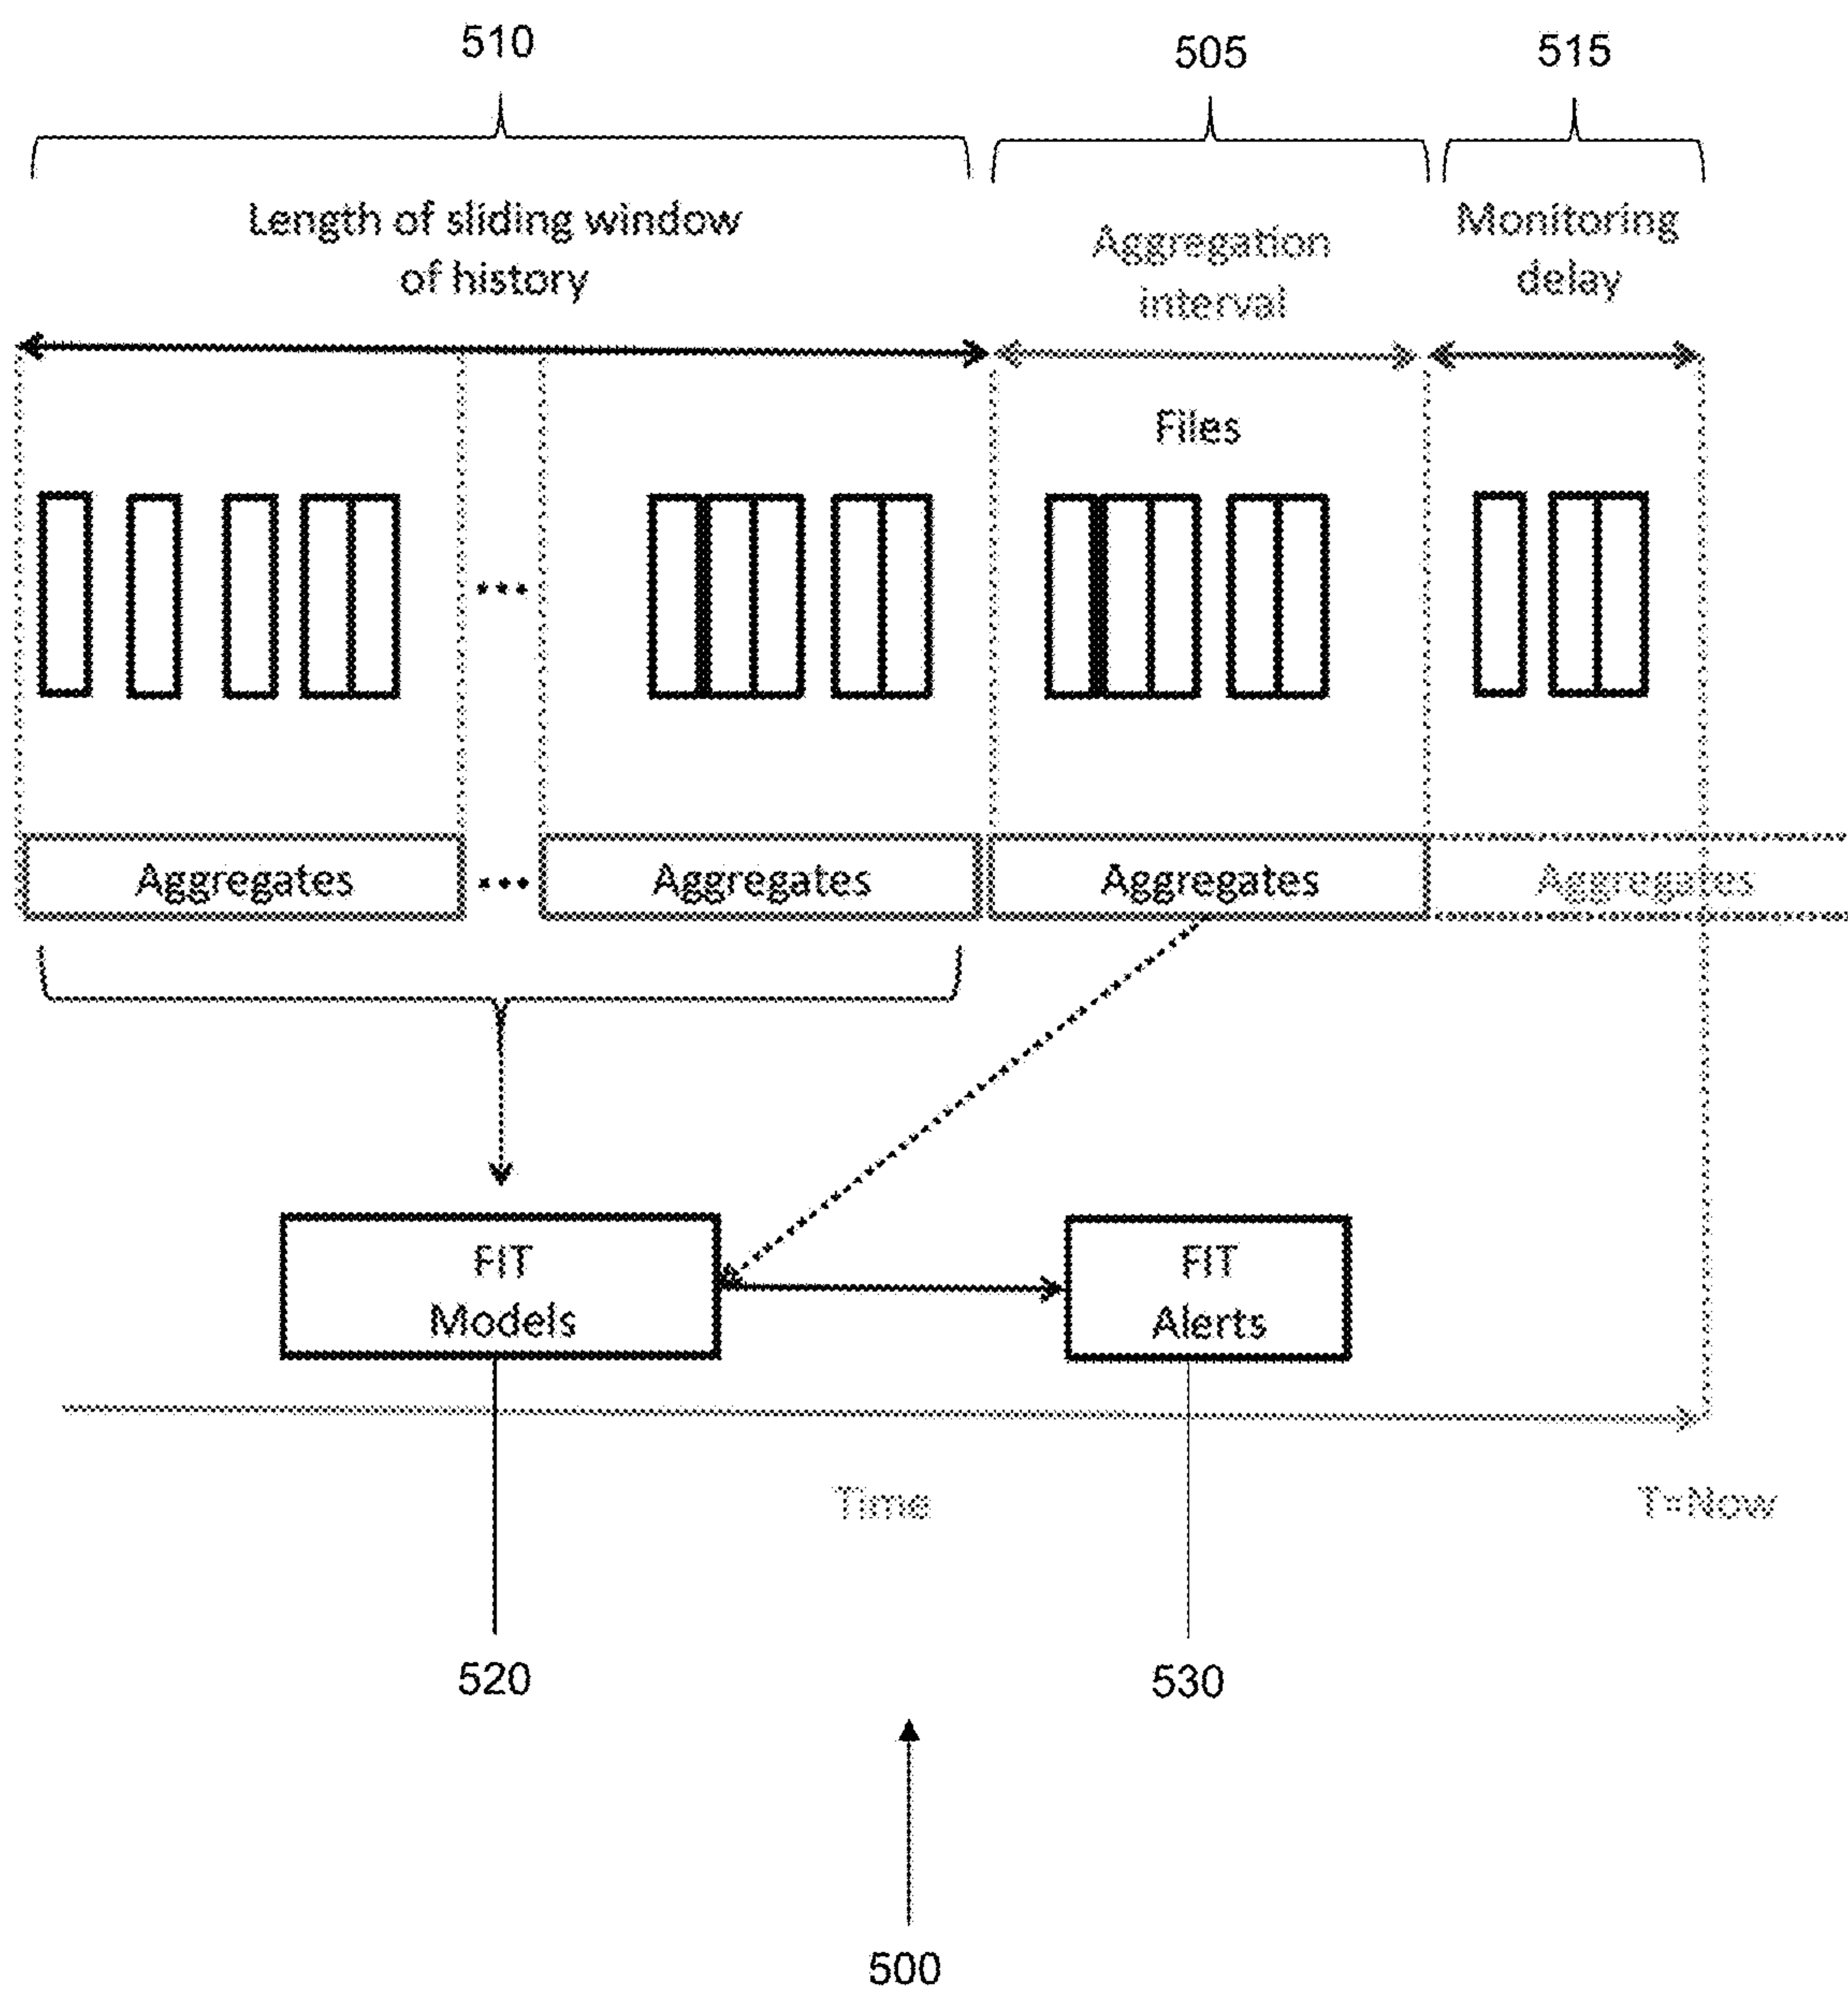 510
505
515
Length of sliding window
of history
Aggregation
interval
Monitoring
delay
Files
...
Aggregates
...
Aggregates
Aggregates
Aggregates
FIT
Models
FIT
Alerts
Time
T=Now
520
530
500